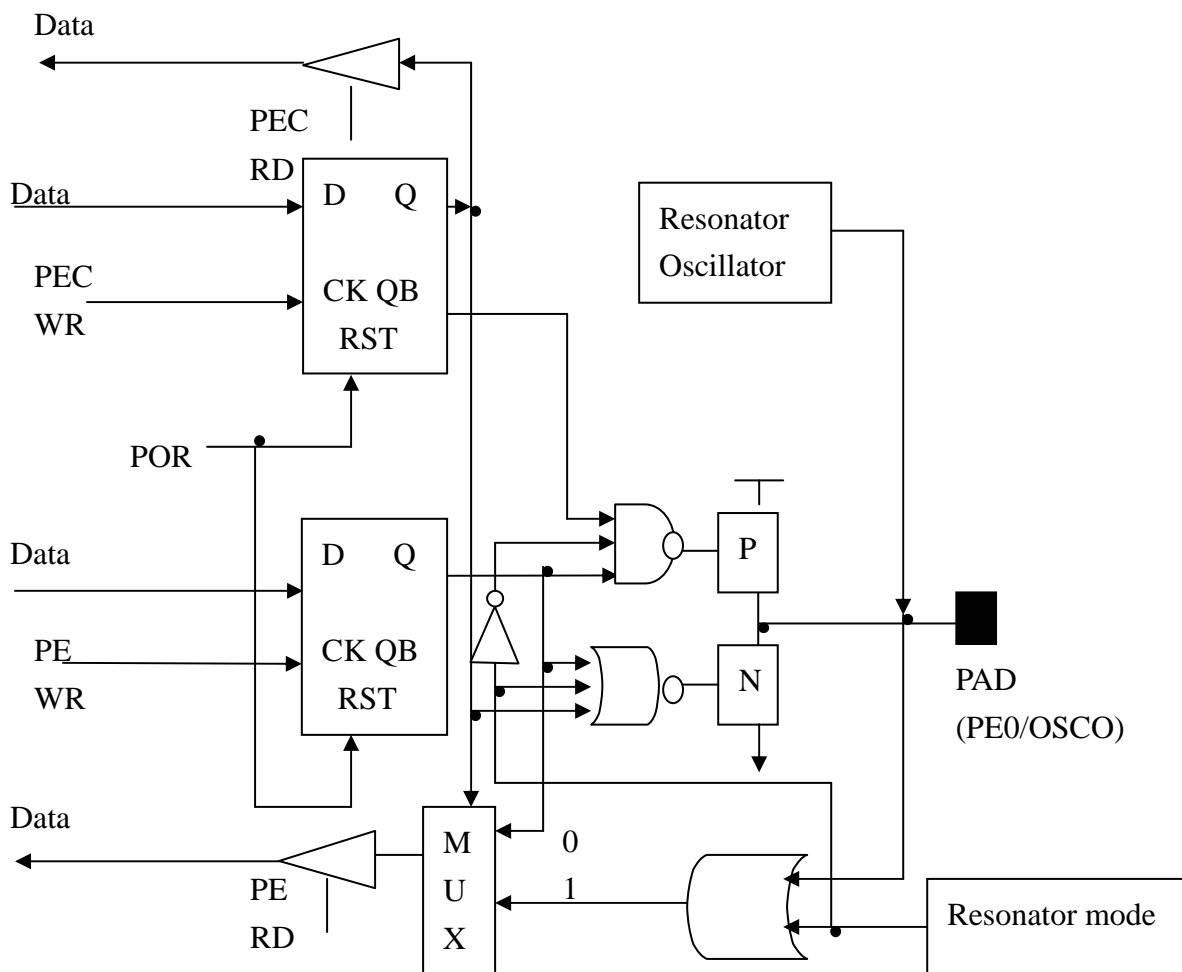 Data
PEC
RD
Data
D Q
PEC
WR
CK QB
RST
Resonator
Oscillator
POR
Data
D Q
PE
WR
CK QB
RST
P
N
PAD
(PE0/OSCO)
Data
PE
RD
M
U
X
0
1
Resonator mode